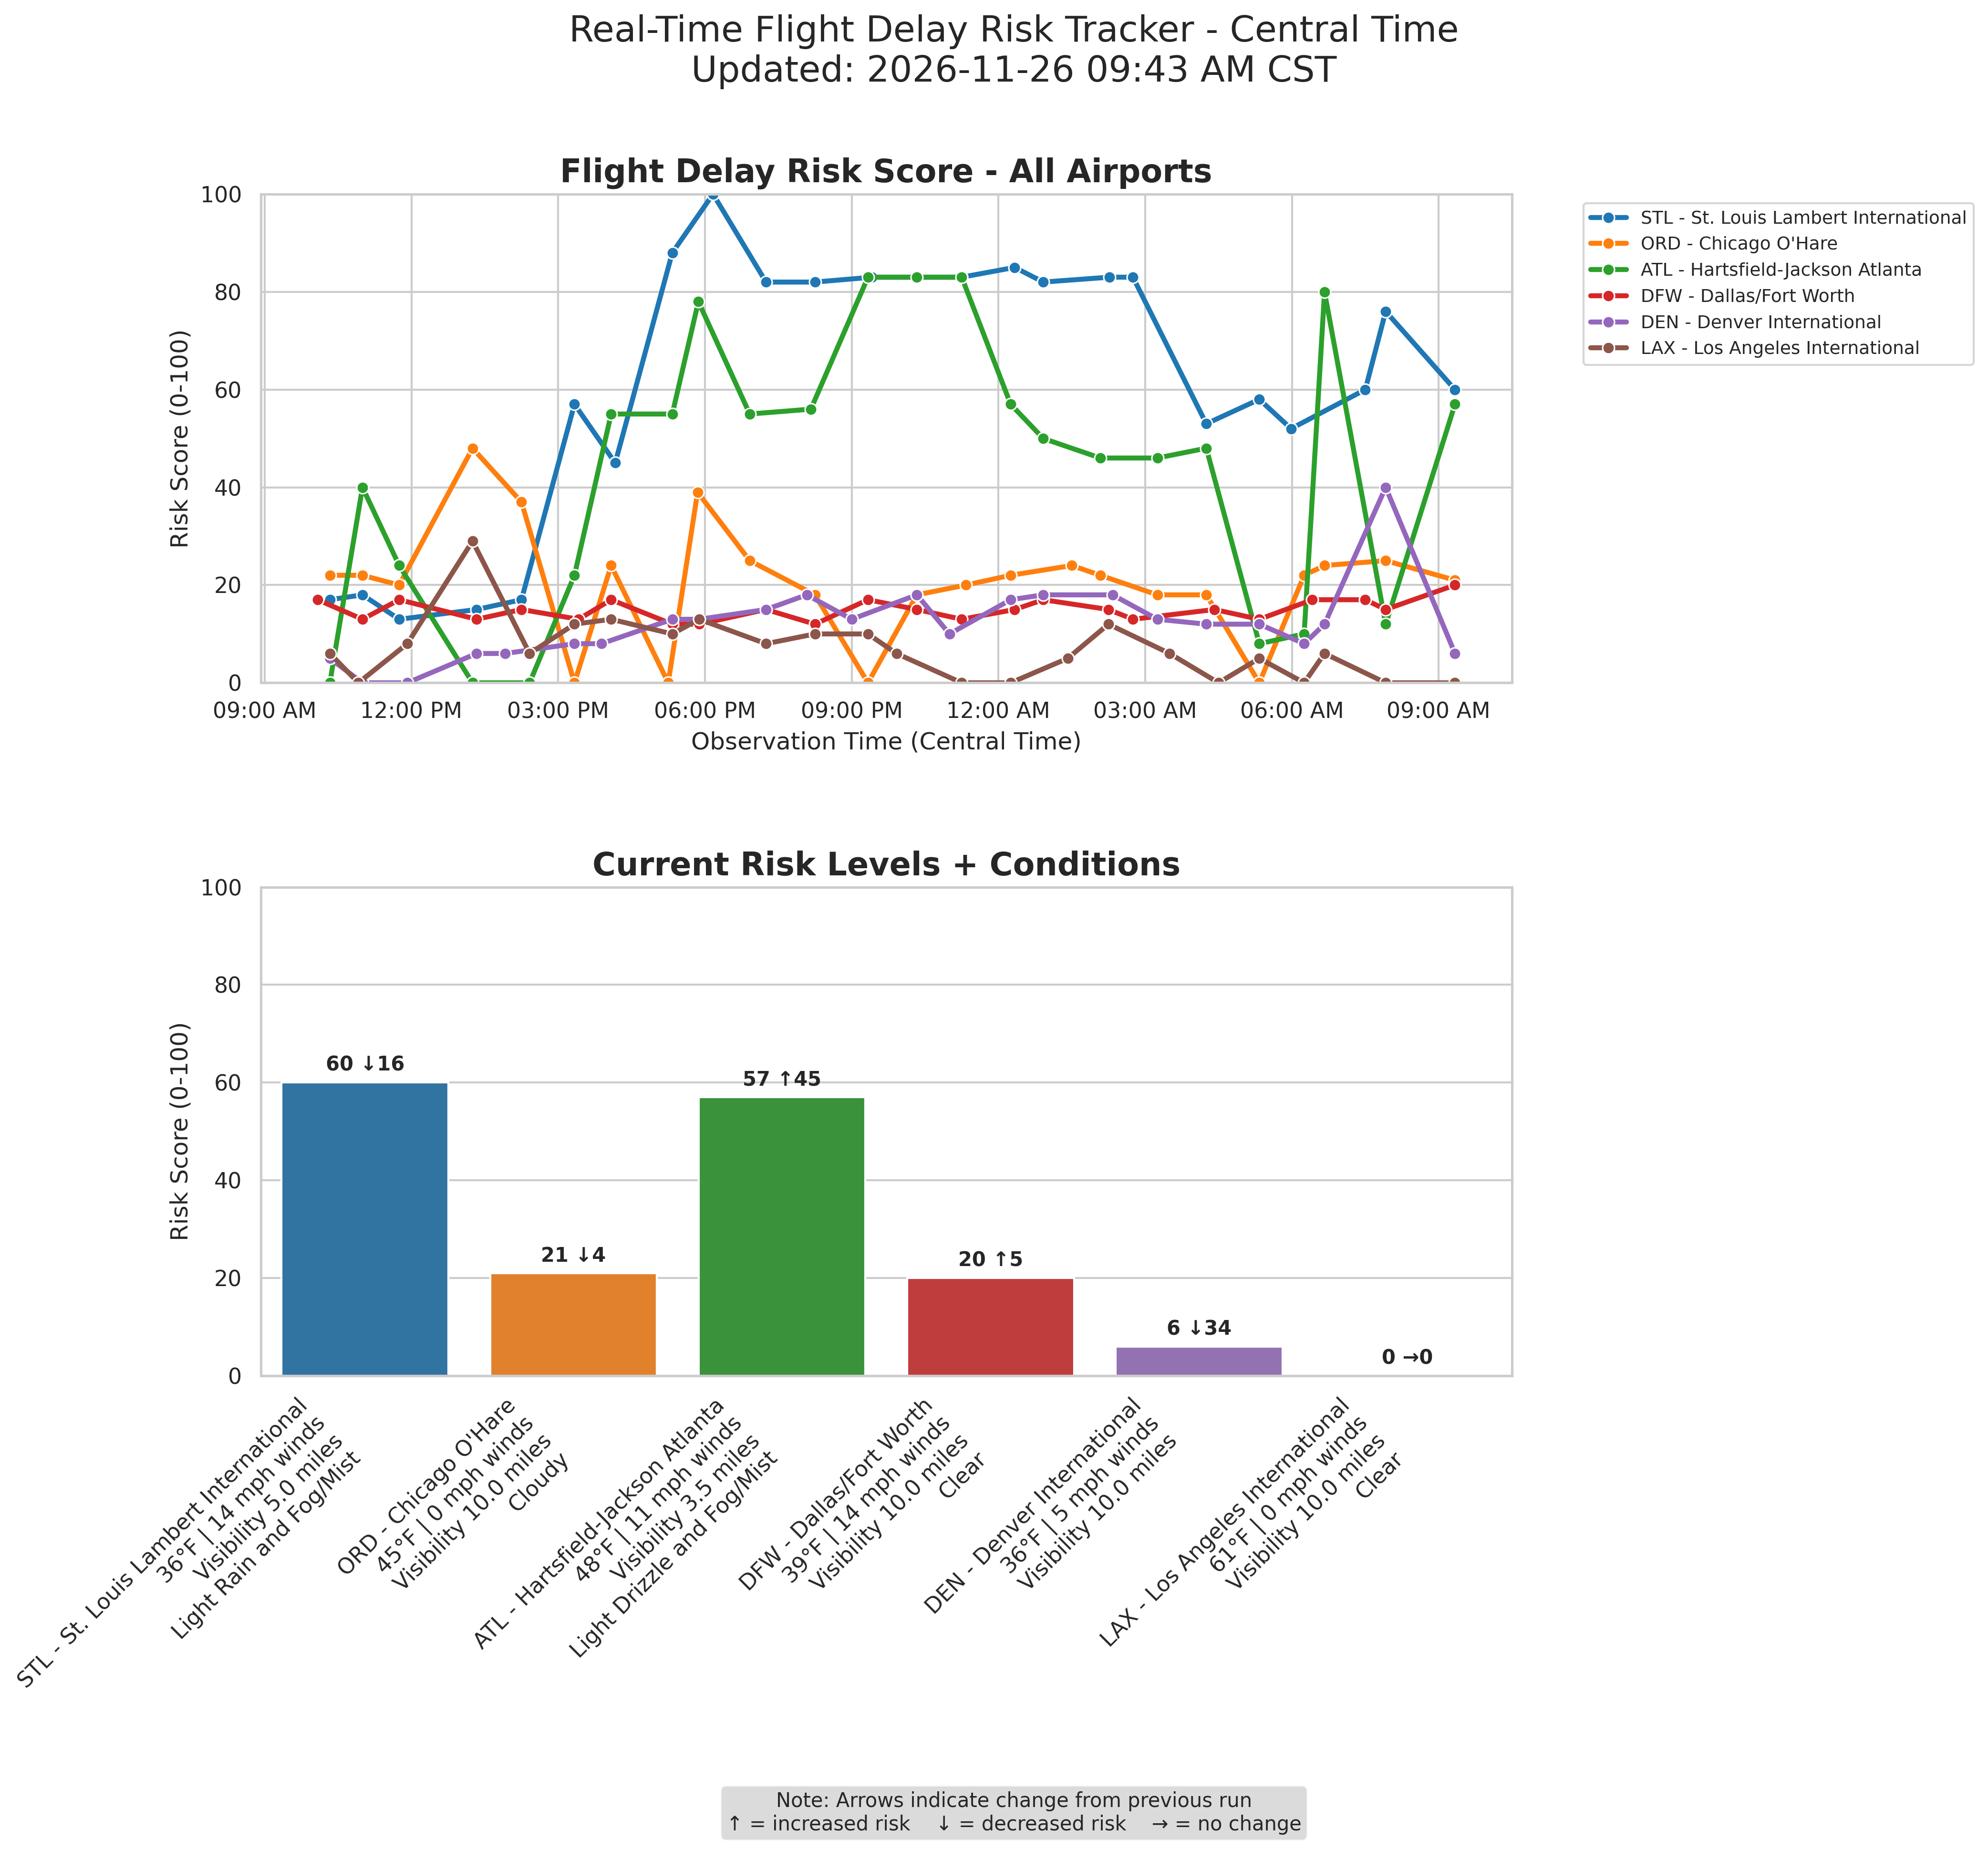 Real-Time Flight Delay Risk Tracker - Central Time
Updated: 2026-11-26 09:43 AM CST
Flight Delay Risk Score - All Airports
100
80
60
40
20
0
Risk Score (0-100)
09:00 AM
12:00 PM
03:00 PM
06:00 PM
09:00 PM
12:00 AM
03:00 AM
06:00 AM
09:00 AM
Observation Time (Central Time)
STL - St. Louis Lambert International
ORD - Chicago O'Hare
ATL - Hartsfield-Jackson Atlanta
DFW - Dallas/Fort Worth
DEN - Denver International
LAX - Los Angeles International
Current Risk Levels + Conditions
100
80
60
40
20
0
Risk Score (0-100)
60 ↓16
21 ↓4
57 ↑45
20 ↑5
6 ↓34
0 →0
STL - St. Louis Lambert International
36°F | 14 mph winds
Visibility 5.0 miles
Light Rain and Fog/Mist
ORD - Chicago O'Hare
45°F | 0 mph winds
Visibility 10.0 miles
Cloudy
ATL - Hartsfield-Jackson Atlanta
48°F | 11 mph winds
Visibility 3.5 miles
Light Drizzle and Fog/Mist
DFW - Dallas/Fort Worth
39°F | 14 mph winds
Visibility 10.0 miles
Clear
DEN - Denver International
36°F | 5 mph winds
Visibility 10.0 miles
LAX - Los Angeles International
61°F | 0 mph winds
Visibility 10.0 miles
Clear
Note: Arrows indicate change from previous run
↑ = increased risk    ↓ = decreased risk    → = no change